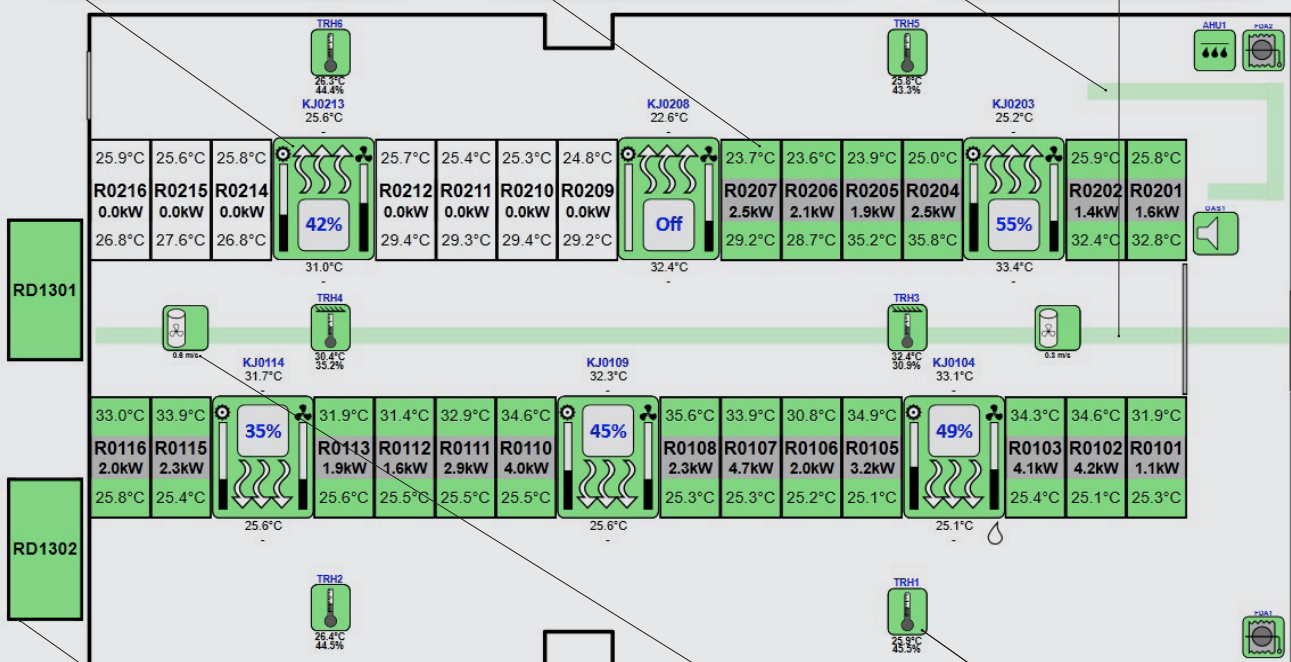 TRH6
26.3°C
44.4%
TRH5
25.8°C
43.3%
AHU1
FDA2
KJ0213
25.6°C
-
KJ0208
22.6°C
-
KJ0203
25.2°C
-
25.9°C 25.6°C 25.8°C 25.7°C 25.4°C 25.3°C 24.8°C 23.7°C 23.6°C 23.9°C 25.0°C 25.9°C 25.8°C
R0216 R0215 R0214 R0212 R0211 R0210 R0209 R0207 R0206 R0205 R0204 R0202 R0201
0.0kW 0.0kW 0.0kW 42% 0.0kW 0.0kW 0.0kW 0.0kW Off 2.5kW 2.1kW 1.9kW 2.5kW 55% 1.4kW 1.6kW
26.8°C 27.6°C 26.8°C 29.4°C 29.3°C 29.4°C 29.2°C 29.2°C 28.7°C 35.2°C 35.8°C 32.4°C 32.8°C
31.0°C
-
32.4°C
-
33.4°C
-
OAS1
RD1301
0.6 m/s
TRH4
30.4°C
35.2%
TRH3
32.4°C
30.9%
0.3 m/s
KJ0114
31.7°C
-
KJ0109
32.3°C
-
KJ0104
33.1°C
-
33.0°C 33.9°C 31.9°C 31.4°C 32.9°C 34.6°C 35.6°C 33.9°C 30.8°C 34.9°C 34.3°C 34.6°C 31.9°C
R0116 R0115 35% R0113 R0112 R0111 R0110 45% R0108 R0107 R0106 R0105 49% R0103 R0102 R0101
2.0kW 2.3kW 1.9kW 1.6kW 2.9kW 4.0kW 2.3kW 4.7kW 2.0kW 3.2kW 4.1kW 4.2kW 1.1kW
25.8°C 25.4°C 25.6°C 25.5°C 25.5°C 25.5°C 25.3°C 25.3°C 25.2°C 25.1°C 25.4°C 25.1°C 25.3°C
25.6°C
-
25.6°C
-
25.1°C
-
RD1302
TRH2
26.4°C
44.5%
TRH1
25.9°C
45.5%
FDA1